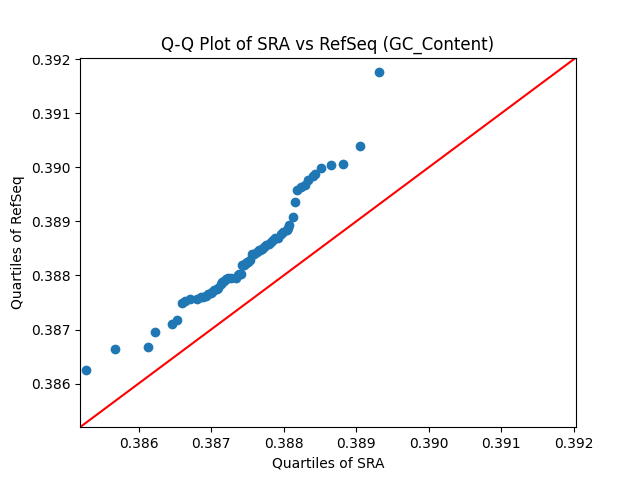 Q-Q Plot of SRA vs RefSeq (GC_Content)
0.392
0.391
0.390
0.389
0.388
0.387
0.386
Quartiles of RefSeq
0.386 0.387 0.388 0.389 0.390 0.391 0.392
Quartiles of SRA